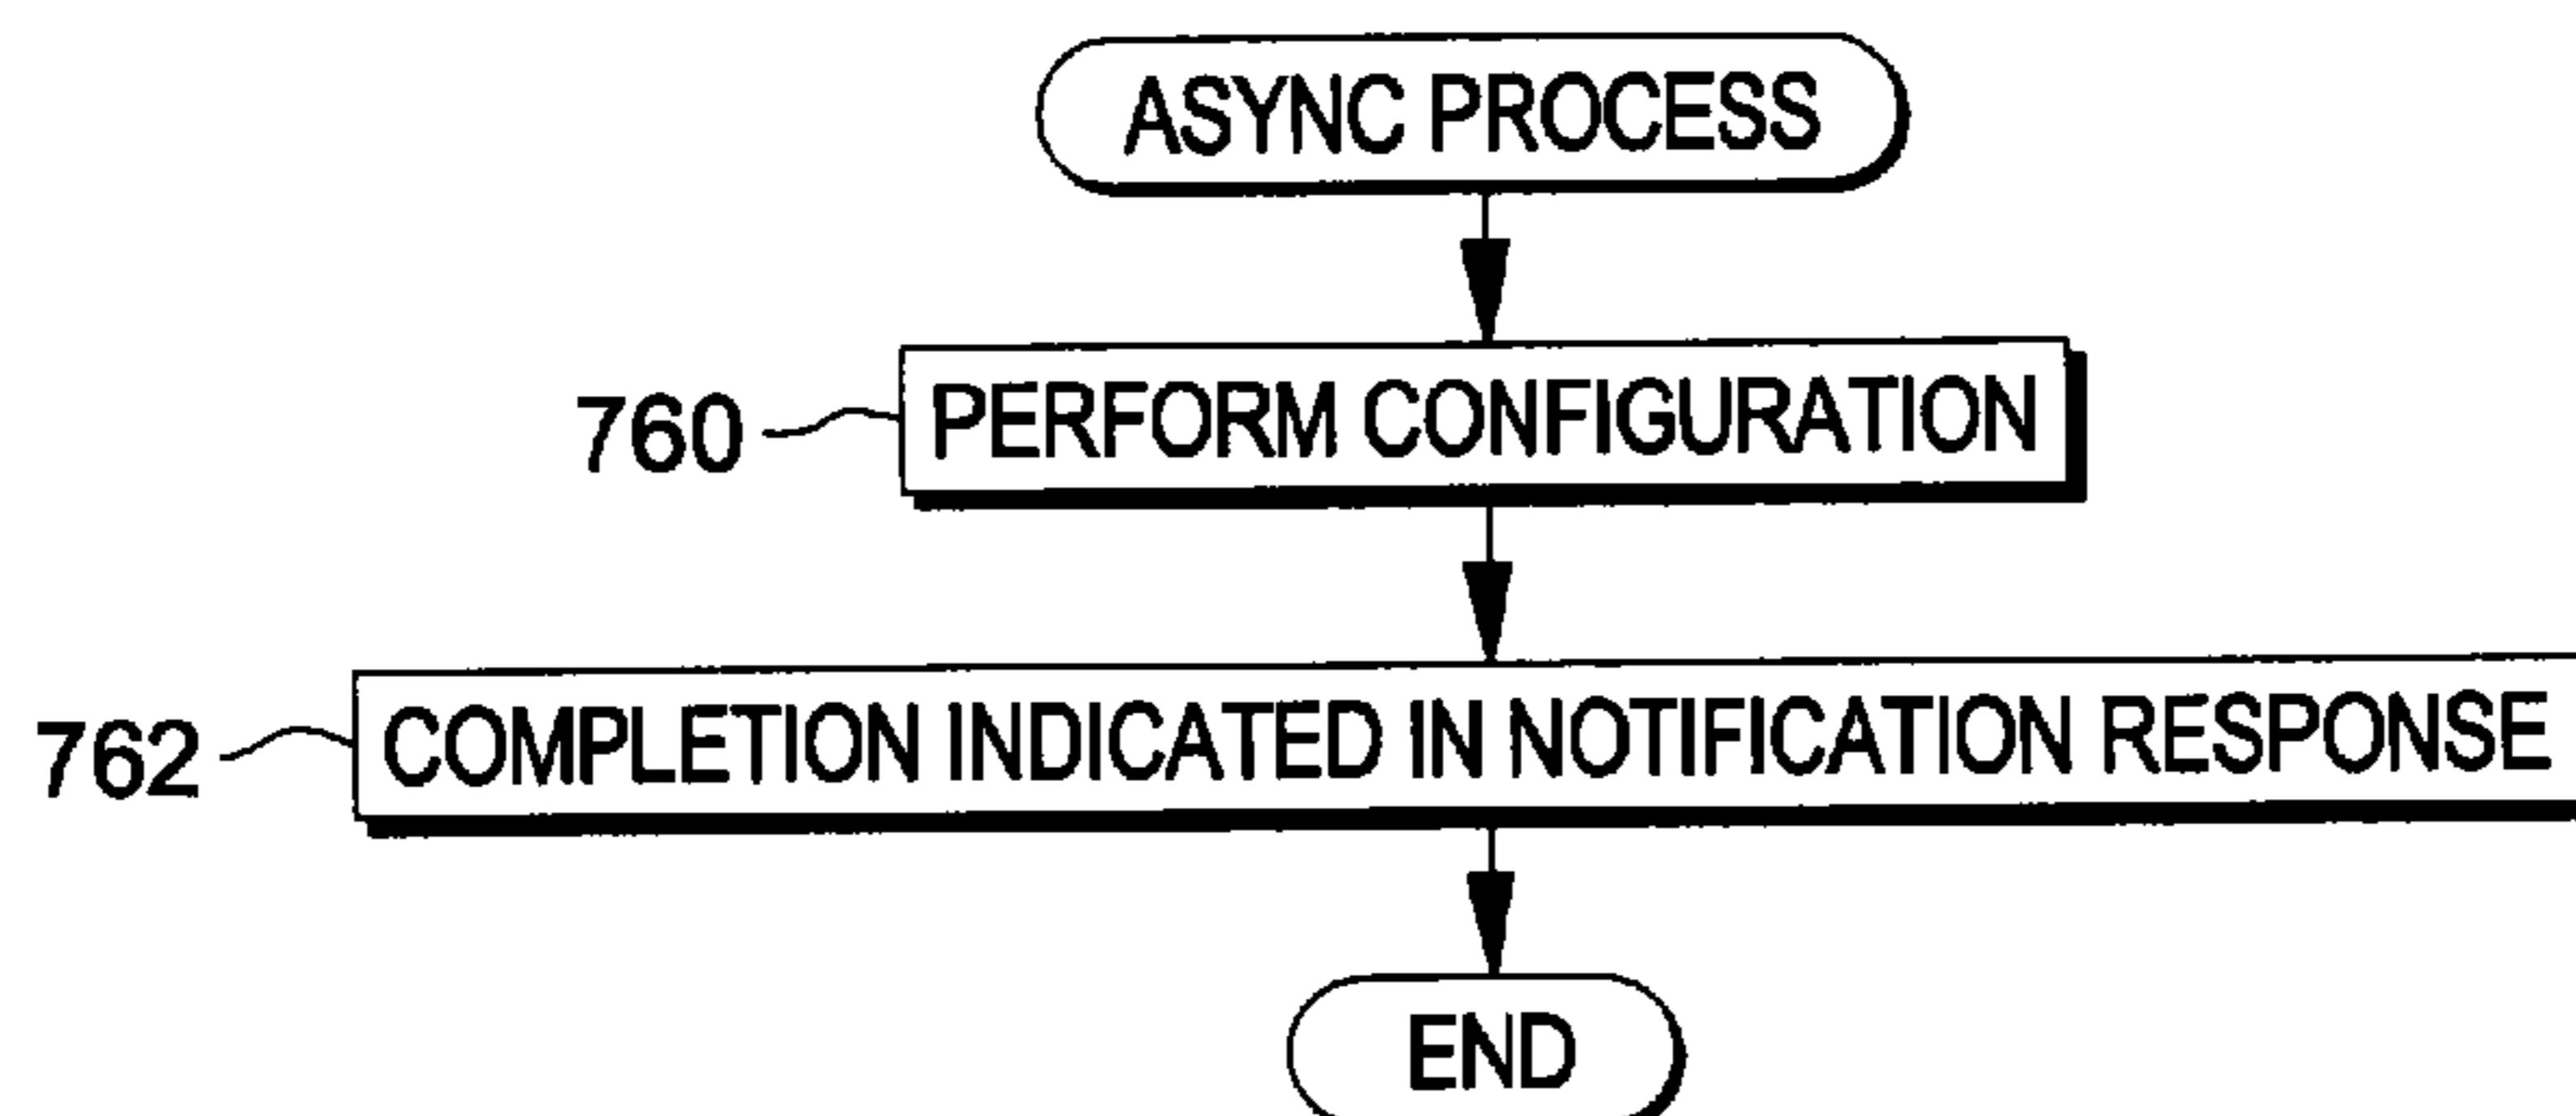 ASYNC PROCESS
760 PERFORM CONFIGURATION
762 COMPLETION INDICATED IN NOTIFICATION RESPONSE
END